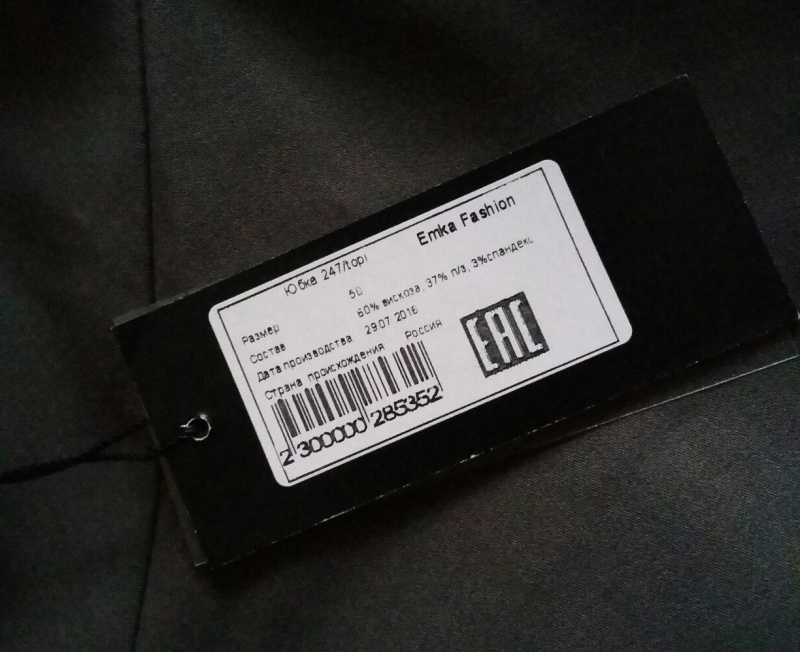 Emka Fashion
Юбка 247/topi
Размер 50
Состав 60% вискоза, 37% п/э, 3%спандекс
Дата производства 29.07.2016
Страна происхождения Россия
EAC
2 300000 285352